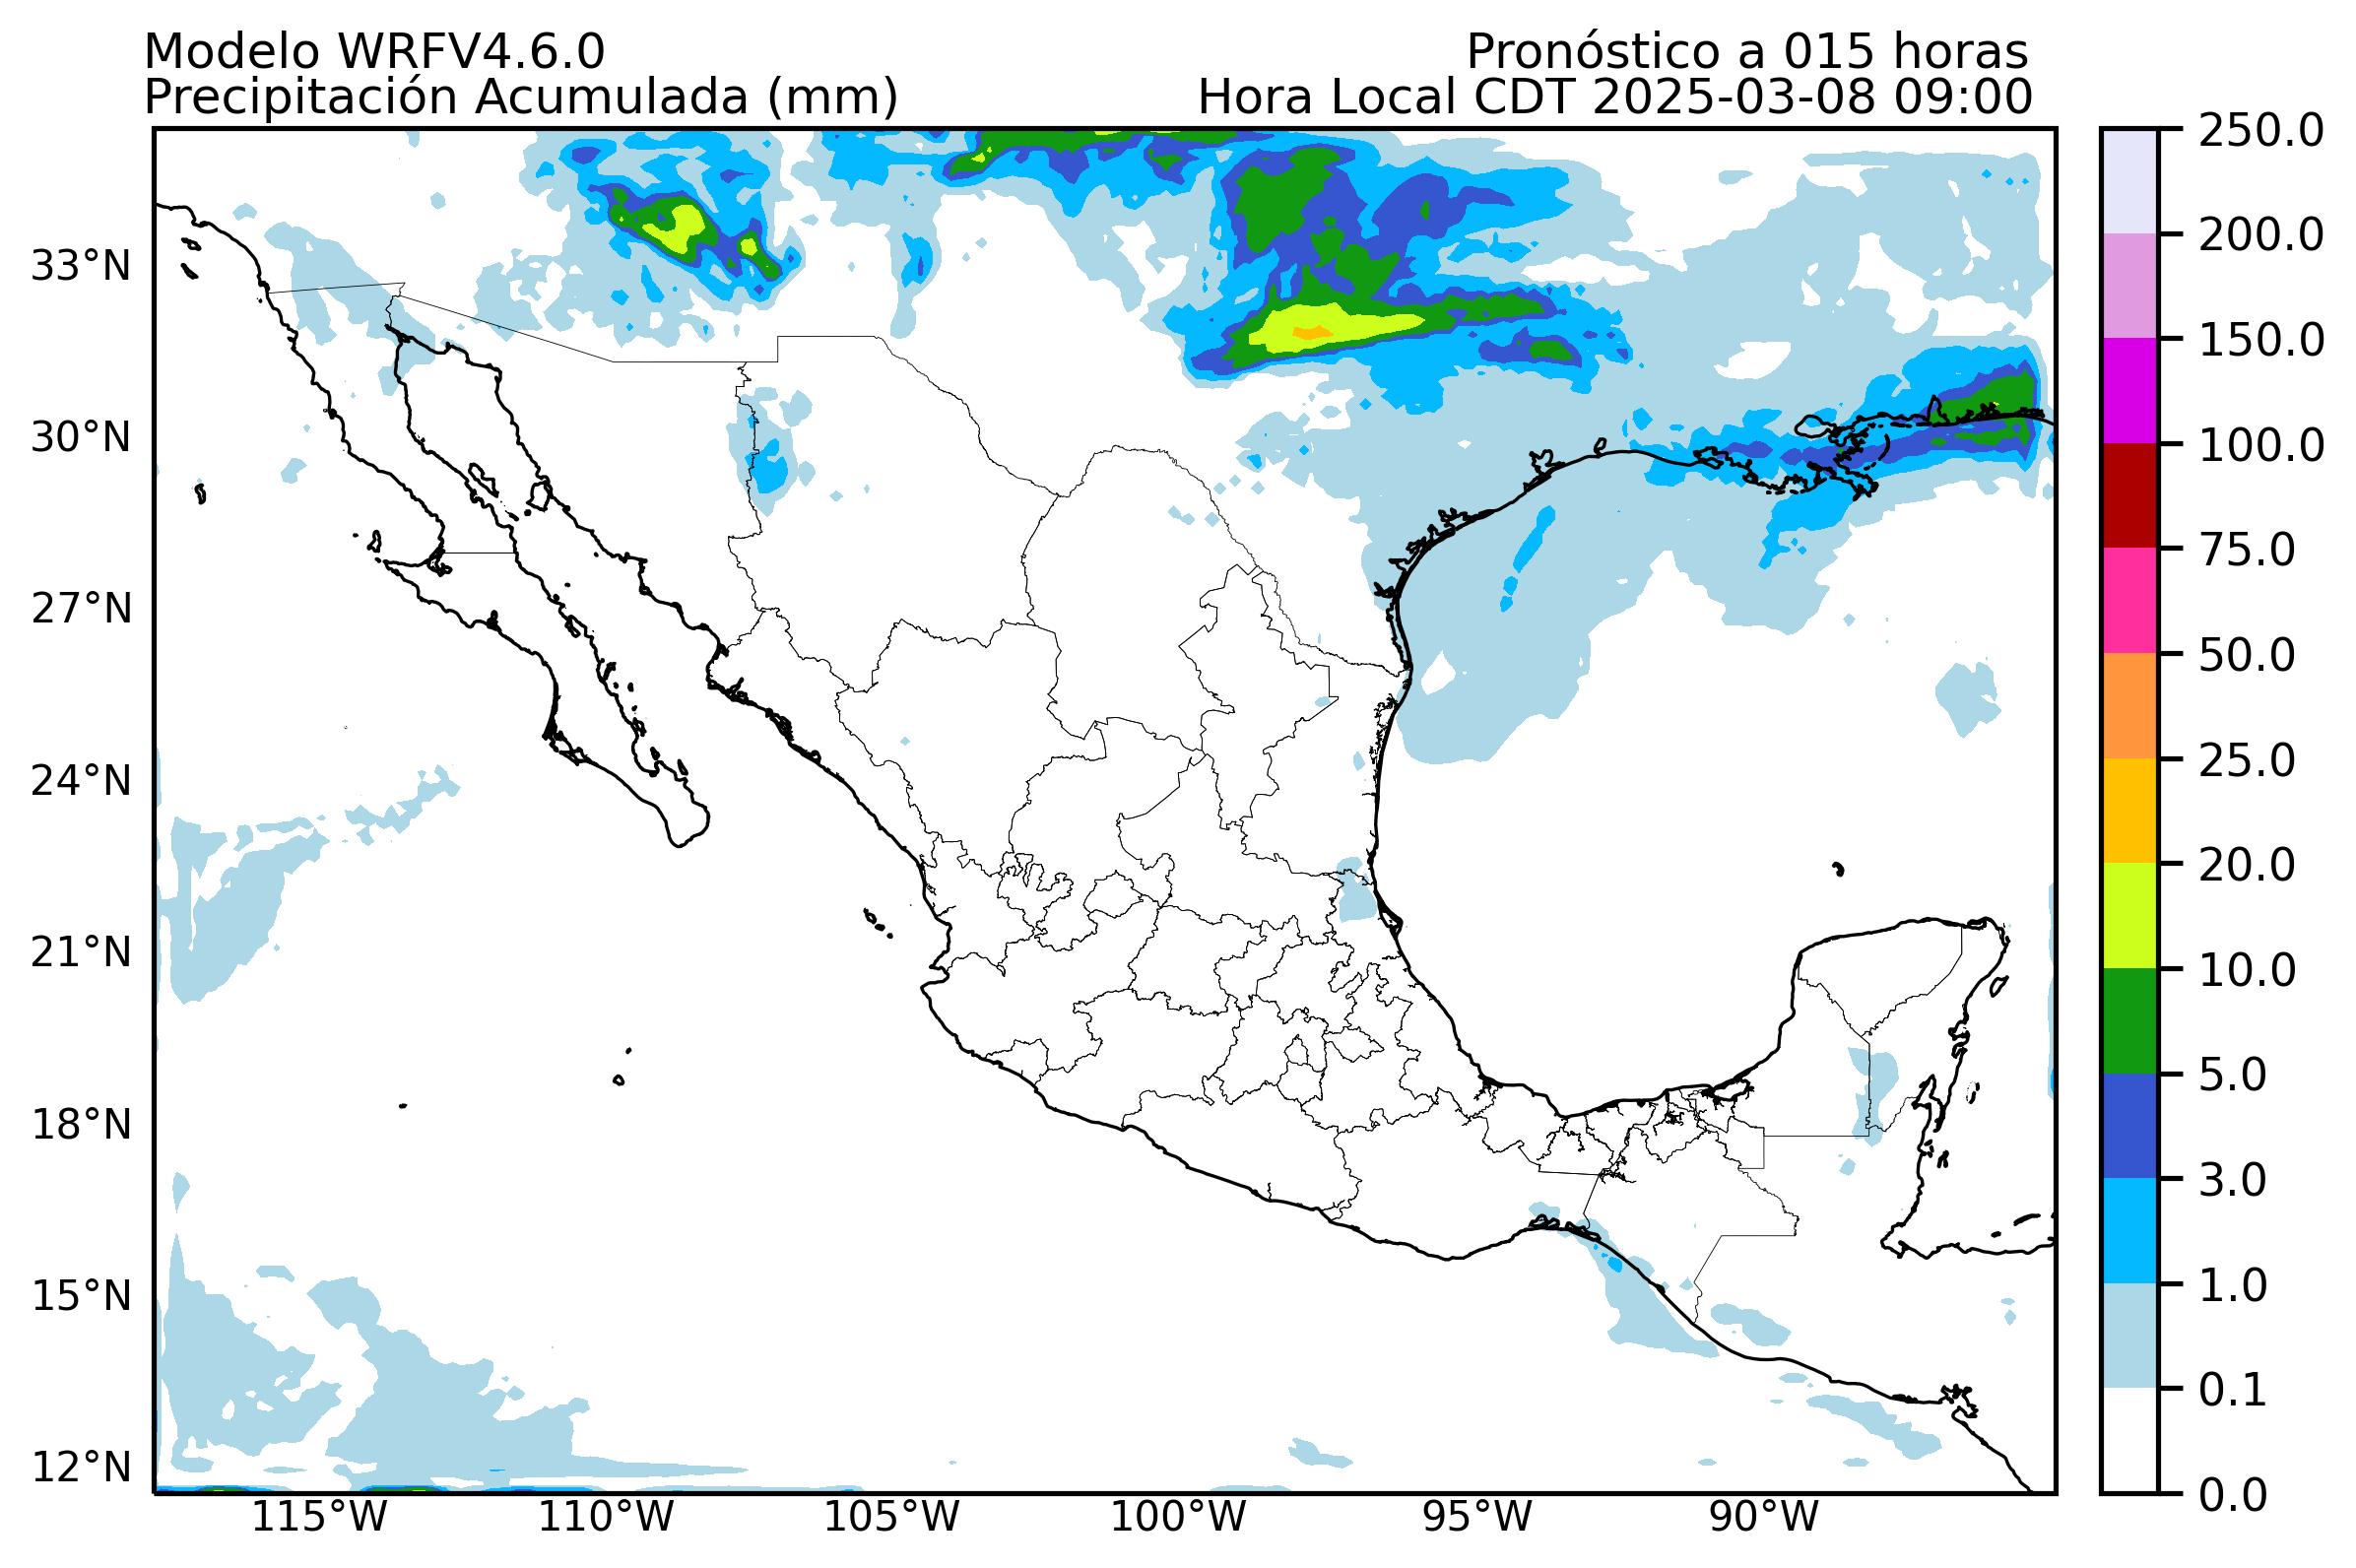 Modelo WRFV4.6.0
Pronóstico a 015 horas
Precipitación Acumulada (mm)
Hora Local CDT 2025-03-08 09:00
33°N
30°N
27°N
24°N
21°N
18°N
15°N
12°N
115°W
110°W
105°W
100°W
95°W
90°W
250.0
200.0
150.0
100.0
75.0
50.0
25.0
20.0
10.0
5.0
3.0
1.0
0.1
0.0